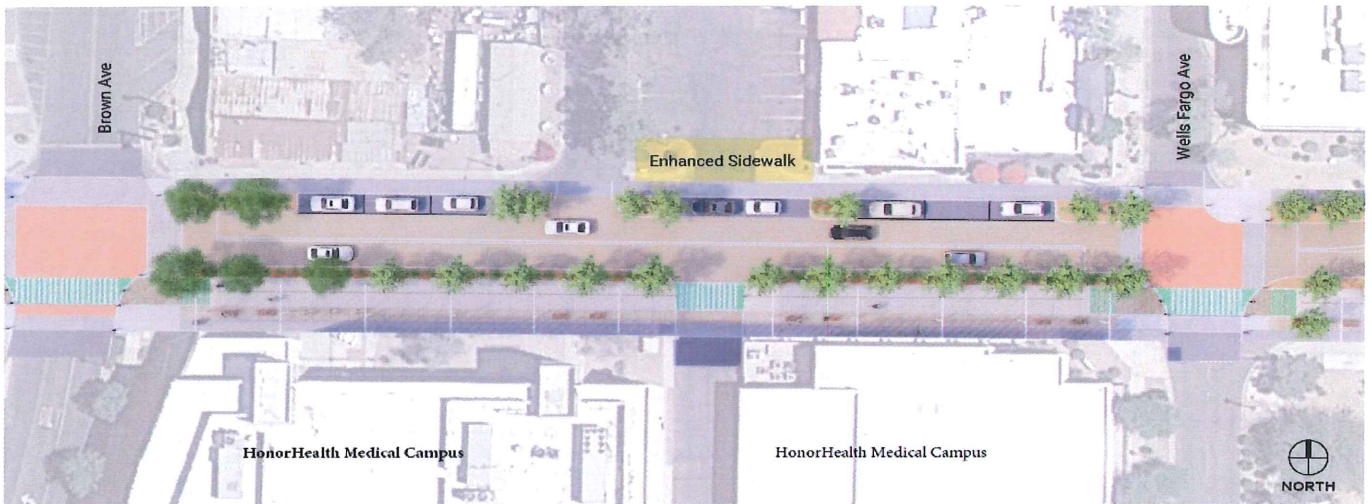 Brown Ave
Enhanced Sidewalk
Wells Fargo Ave
HonorHealth Medical Campus
HonorHealth Medical Campus
NORTH